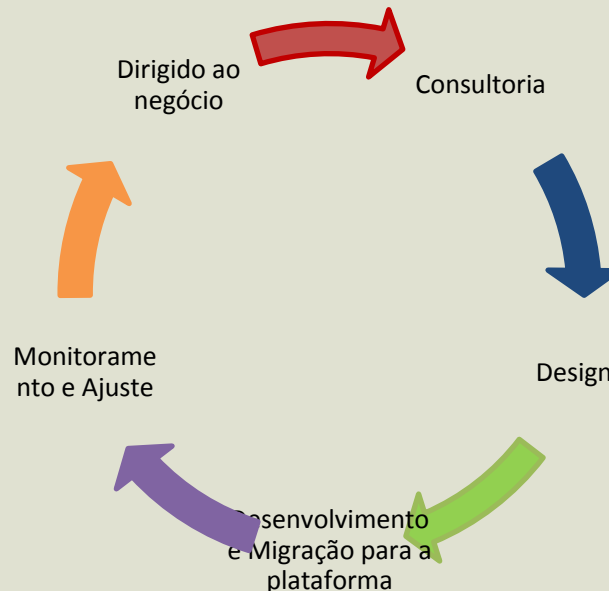 Dirigido ao
negócio
Consultoria
Design
Desenvolvimento
e Migração para a
plataforma
Monitorame
nto e Ajuste